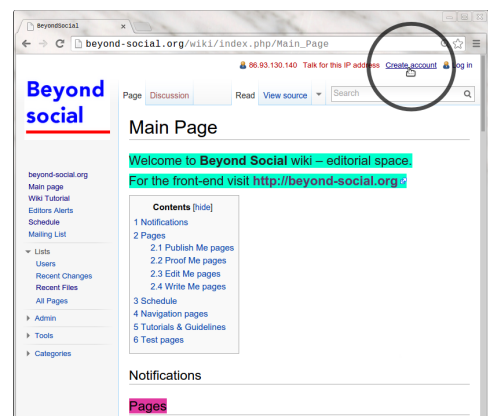 BeyondSocial
beyond-social.org/wiki/index.php/Main_Page
86.93.130.140 Talk for this IP address Create account Log in
Beyond
social
Page Discussion Read View source Search
Main Page
Welcome to Beyond Social wiki – editorial space.
For the front-end visit http://beyond-social.org
beyond-social.org
Main page
Wiki Tutorial
Editors Alerts
Schedule
Mailing List
Lists
Users
Recent Changes
Recent Files
All Pages
Admin
Tools
Categories
Contents [hide]
1 Notifications
2 Pages
2.1 Publish Me pages
2.2 Proof Me pages
2.3 Edit Me pages
2.4 Write Me pages
3 Schedule
4 Navigation pages
5 Tutorials & Guidelines
6 Test pages
Notifications
Pages